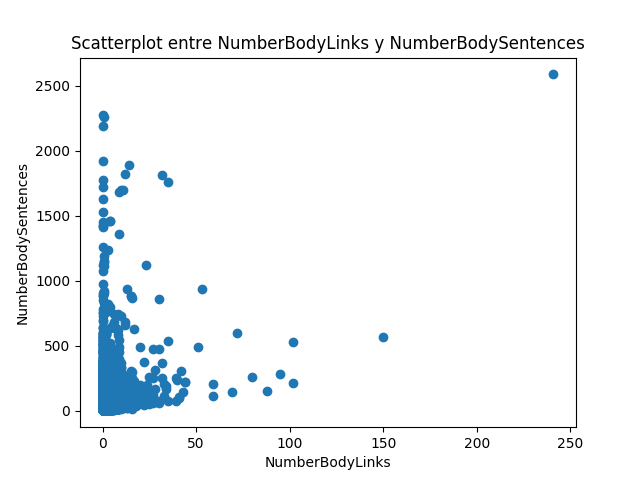 Scatterplot entre NumberBodyLinks y NumberBodySentences
2500
2000
1500
1000
500
0
NumberBodySentences
0 50 100 150 200 250
NumberBodyLinks